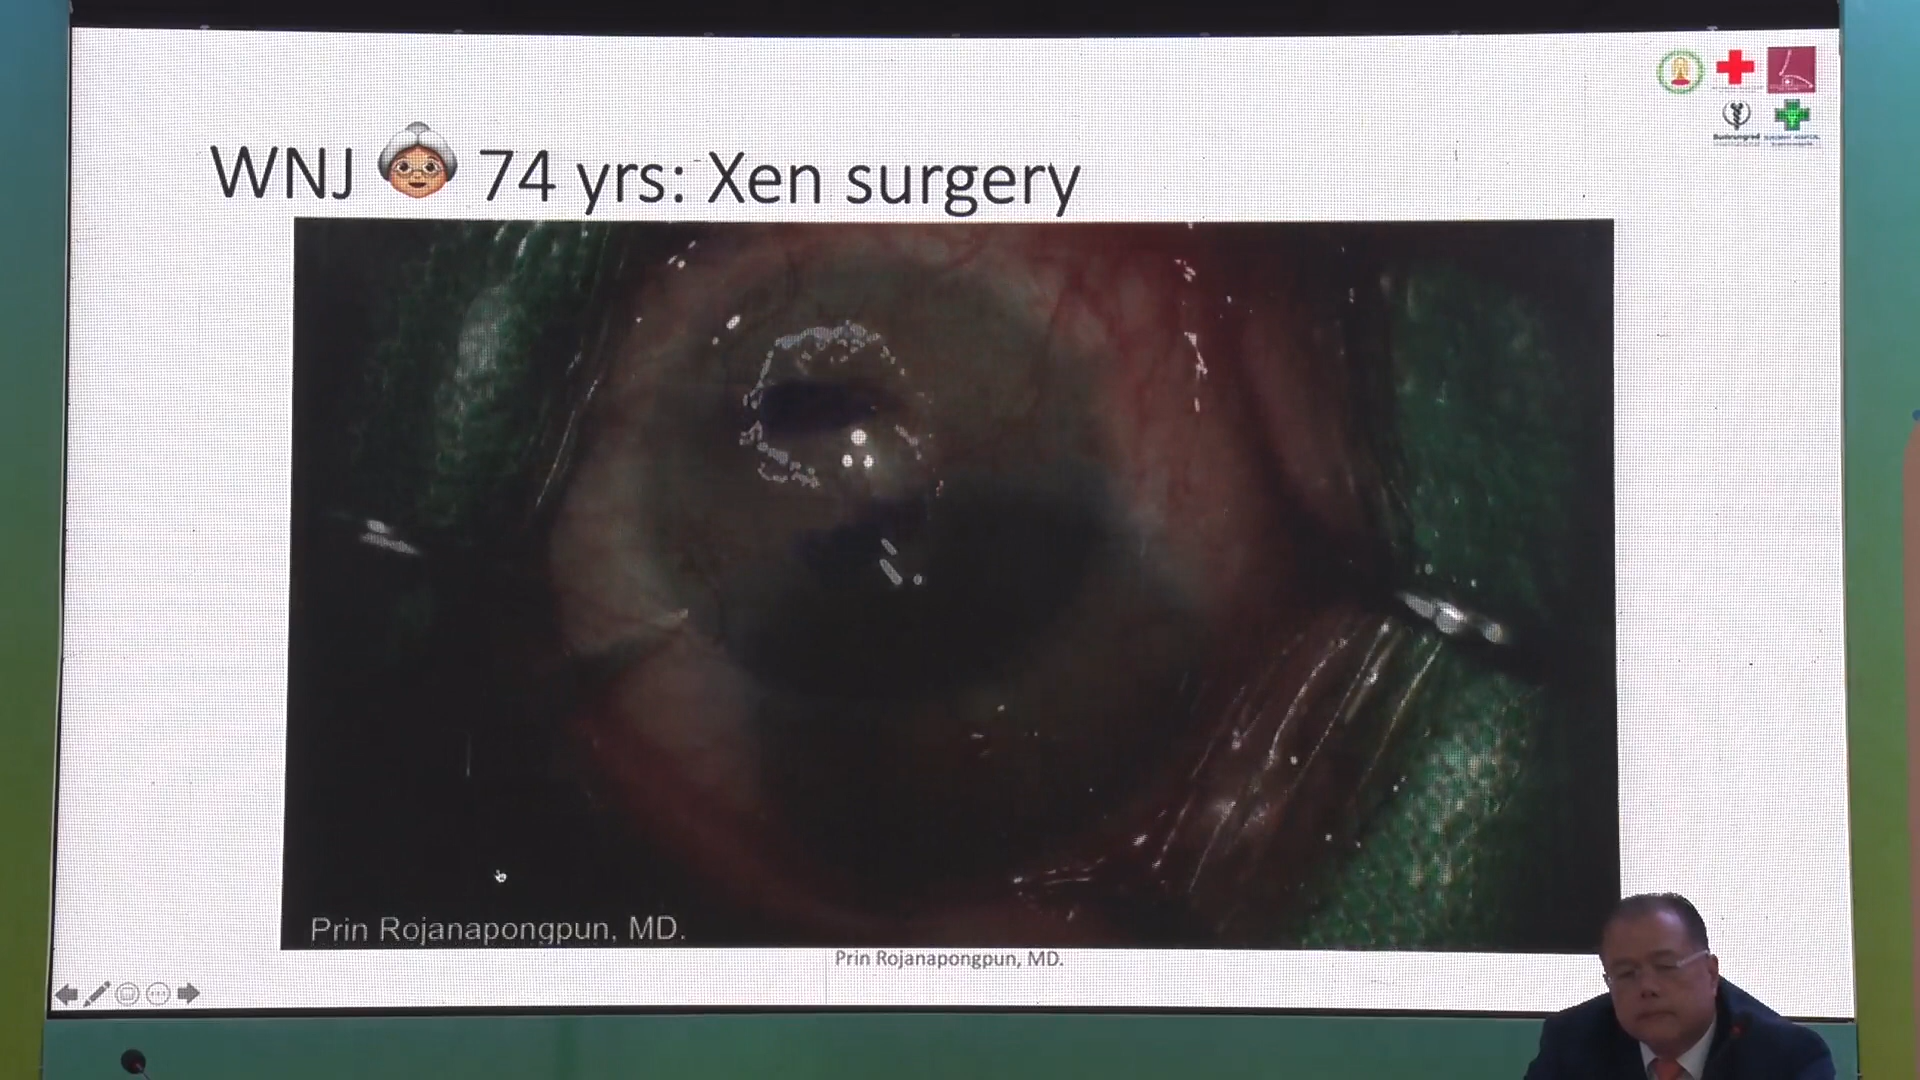 WNJ 74 yrs: Xen surgery
Prin Rojanapongpun, MD.
Prin Rojanapongpun, MD.